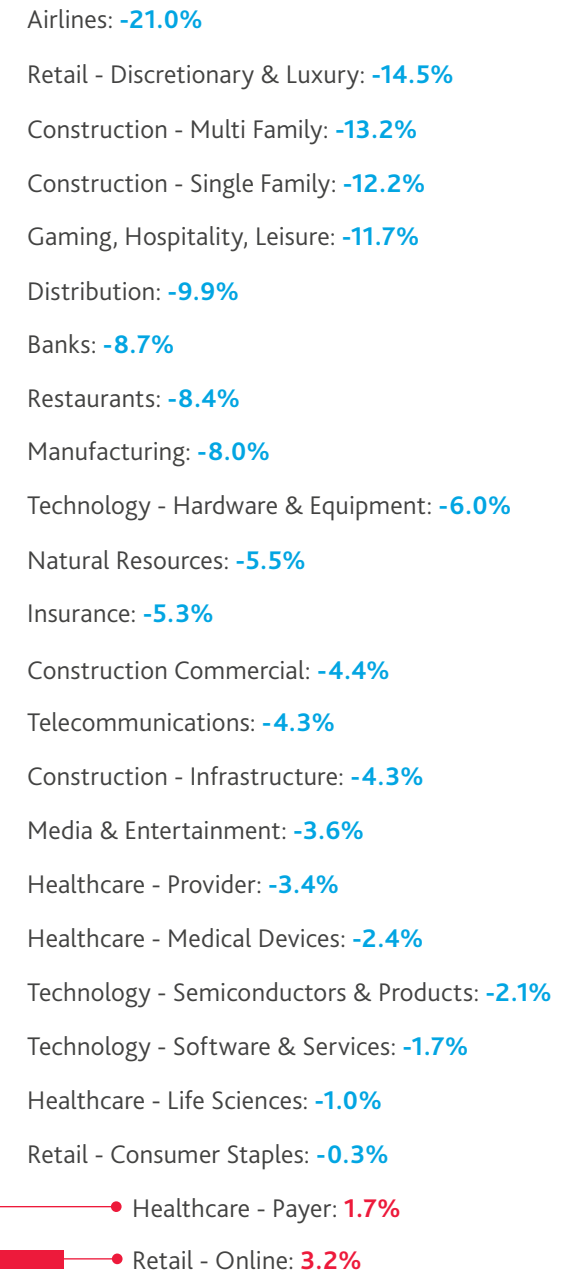 Airlines: -21.0%
Retail - Discretionary & Luxury: -14.5%
Construction - Multi Family: -13.2%
Construction - Single Family: -12.2%
Gaming, Hospitality, Leisure: -11.7%
Distribution: -9.9%
Banks: -8.7%
Restaurants: -8.4%
Manufacturing: -8.0%
Technology - Hardware & Equipment: -6.0%
Natural Resources: -5.5%
Insurance: -5.3%
Construction Commercial: -4.4%
Telecommunications: -4.3%
Construction - Infrastructure: -4.3%
Media & Entertainment: -3.6%
Healthcare - Provider: -3.4%
Healthcare - Medical Devices: -2.4%
Technology - Semiconductors & Products: -2.1%
Technology - Software & Services: -1.7%
Healthcare - Life Sciences: -1.0%
Retail - Consumer Staples: -0.3%
Healthcare - Payer: 1.7%
Retail - Online: 3.2%